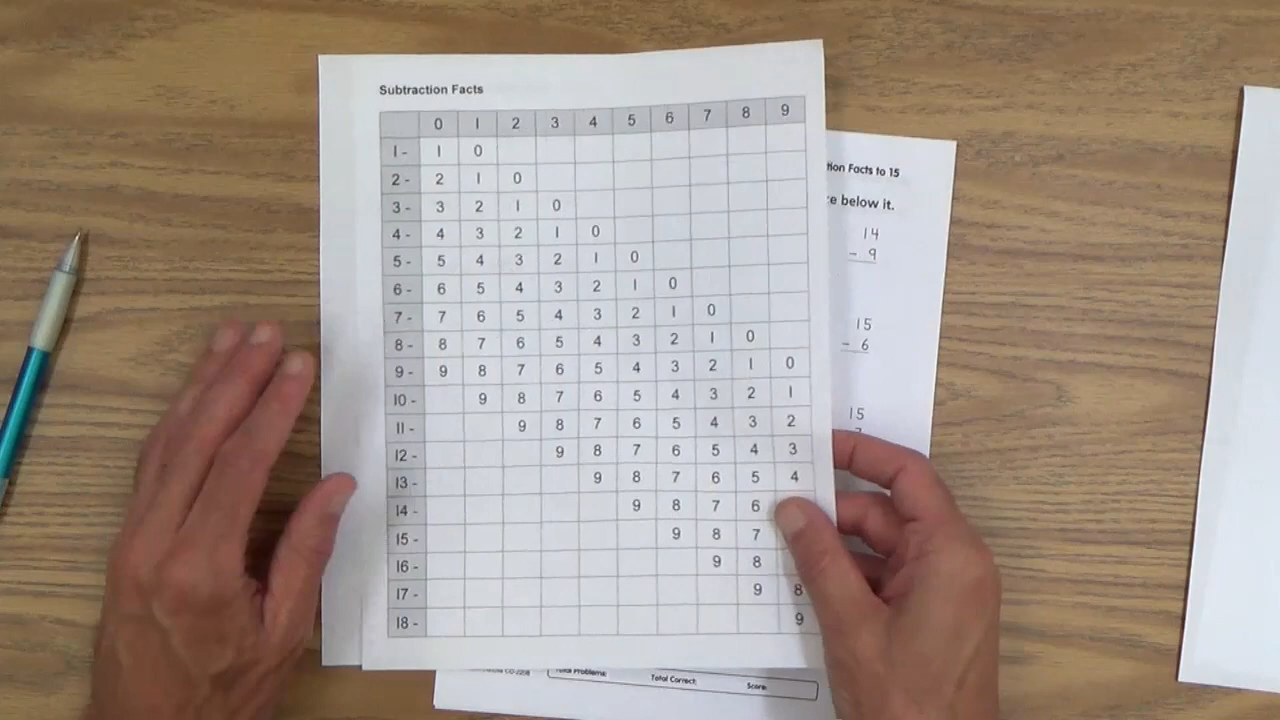 Subtraction Facts
0 1 2 3 4 5 6 7 8 9
1 - 1 0
2 - 2 1 0
3 - 3 2 1 0
4 - 4 3 2 1 0
5 - 5 4 3 2 1 0
6 - 6 5 4 3 2 1 0
7 - 7 6 5 4 3 2 1 0
8 - 8 7 6 5 4 3 2 1 0
9 - 9 8 7 6 5 4 3 2 1 0
10 - 9 8 7 6 5 4 3 2 1
11 - 9 8 7 6 5 4 3 2
12 - 9 8 7 6 5 4 3
13 - 9 8 7 6 5 4
14 - 9 8 7 6
15 - 9 8 7
16 - 9 8
17 - 9 8
18 - 9
Facts to 15
below it.
14
- 9
15
- 6
15
Total Problems:
Total Correct:
Score: